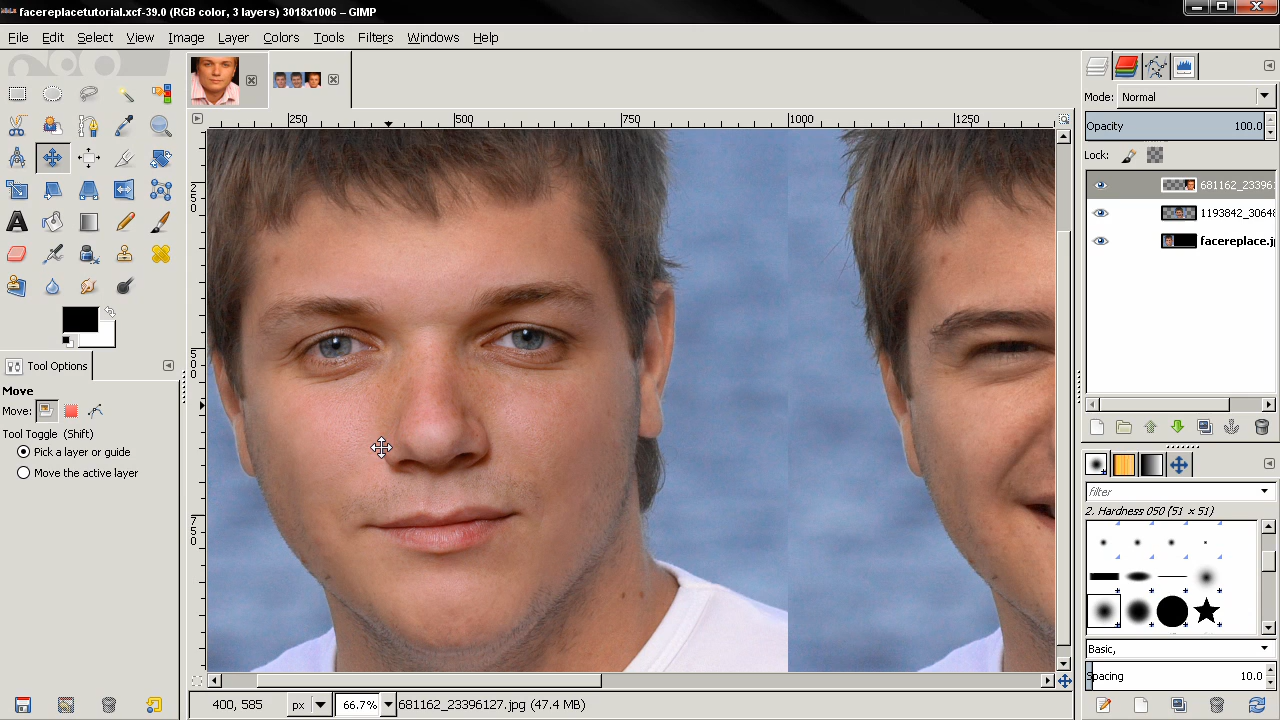 facereplacetutorial.xcf-39.0 (RGB color, 3 layers) 3018x1006 – GIMP
File Edit Select View Image Layer Colors Tools Filters Windows Help
Mode: Normal
Opacity 100.0
Lock:
250 500 750 1000 1250
250
500
750
681162_23396
1193842_3064
facereplace.j
Tool Options
Move
Move:
Tool Toggle (Shift)
Pick a layer or guide
Move the active layer
filter
2. Hardness 050 (51 × 51)
Basic,
Spacing 10.0
400, 585 px 66.7% 681162_23396127.jpg (47.4 MB)